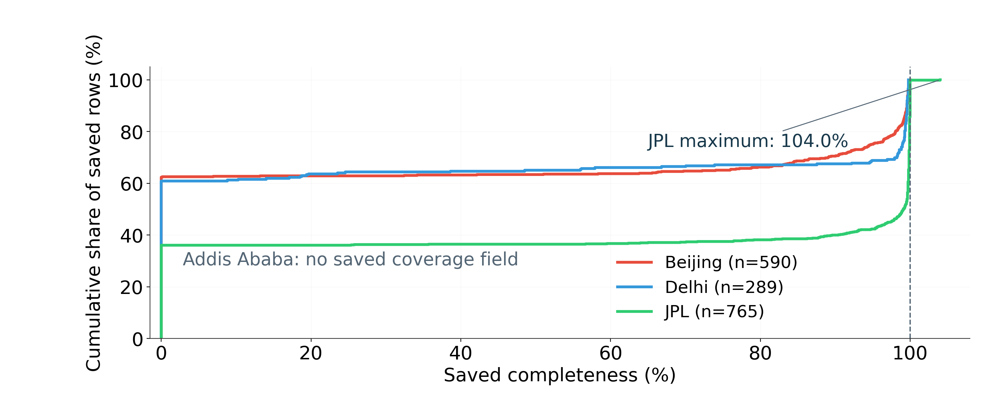 Cumulative share of saved rows (%)
100
80
60
40
20
0
JPL maximum: 104.0%
Addis Ababa: no saved coverage field
Beijing (n=590)
Delhi (n=289)
JPL (n=765)
0 20 40 60 80 100
Saved completeness (%)